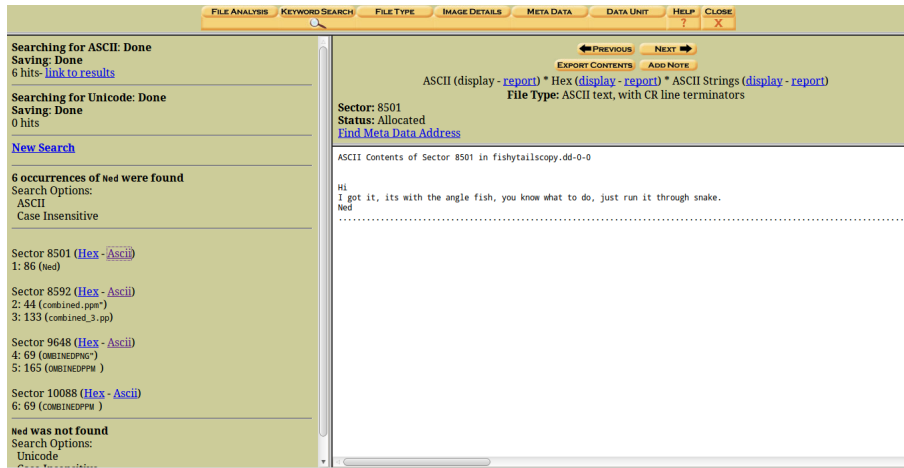 FILE ANALYSIS KEYWORD SEARCH FILE TYPE IMAGE DETAILS META DATA DATA UNIT HELP CLOSE
? X
Searching for ASCII: Done
Saving: Done
6 hits- link to results
Searching for Unicode: Done
Saving: Done
0 hits
New Search
6 occurrences of Ned were found
Search Options:
ASCII
Case Insensitive
Sector 8501 (Hex - Ascii)
1: 86 (Ned)
Sector 8592 (Hex - Ascii)
2: 44 (combined.ppm")
3: 133 (combined_3.pp)
Sector 9648 (Hex - Ascii)
4: 69 (OMBINEDPNG")
5: 165 (OMBINEDPPM )
Sector 10088 (Hex - Ascii)
6: 69 (COMBINEDPPM )
Ned was not found
Search Options:
Unicode
Case Insensitive
PREVIOUS NEXT
EXPORT CONTENTS ADD NOTE
ASCII (display - report) * Hex (display - report) * ASCII Strings (display - report)
File Type: ASCII text, with CR line terminators
Sector: 8501
Status: Allocated
Find Meta Data Address
ASCII Contents of Sector 8501 in fishytailscopy.dd-0-0
Hi
I got it, its with the angle fish, you know what to do, just run it through snake.
Ned